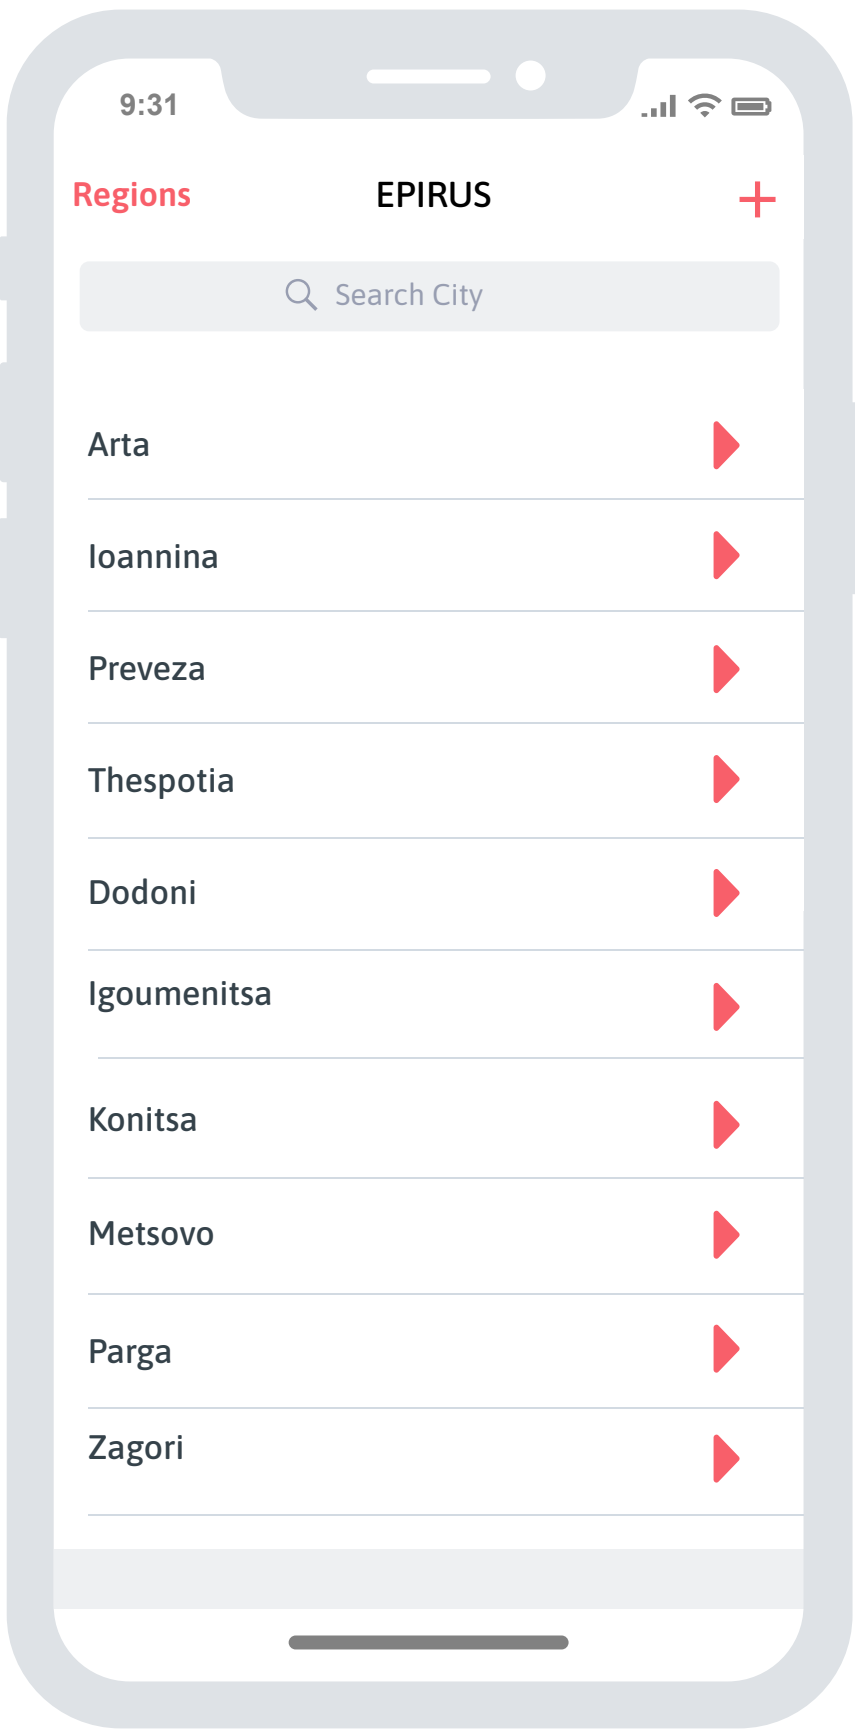 9:31
Regions
EPIRUS
Search City
Arta
Ioannina
Preveza
Thespotia
Dodoni
Igoumenitsa
Konitsa
Metsovo
Parga
Zagori